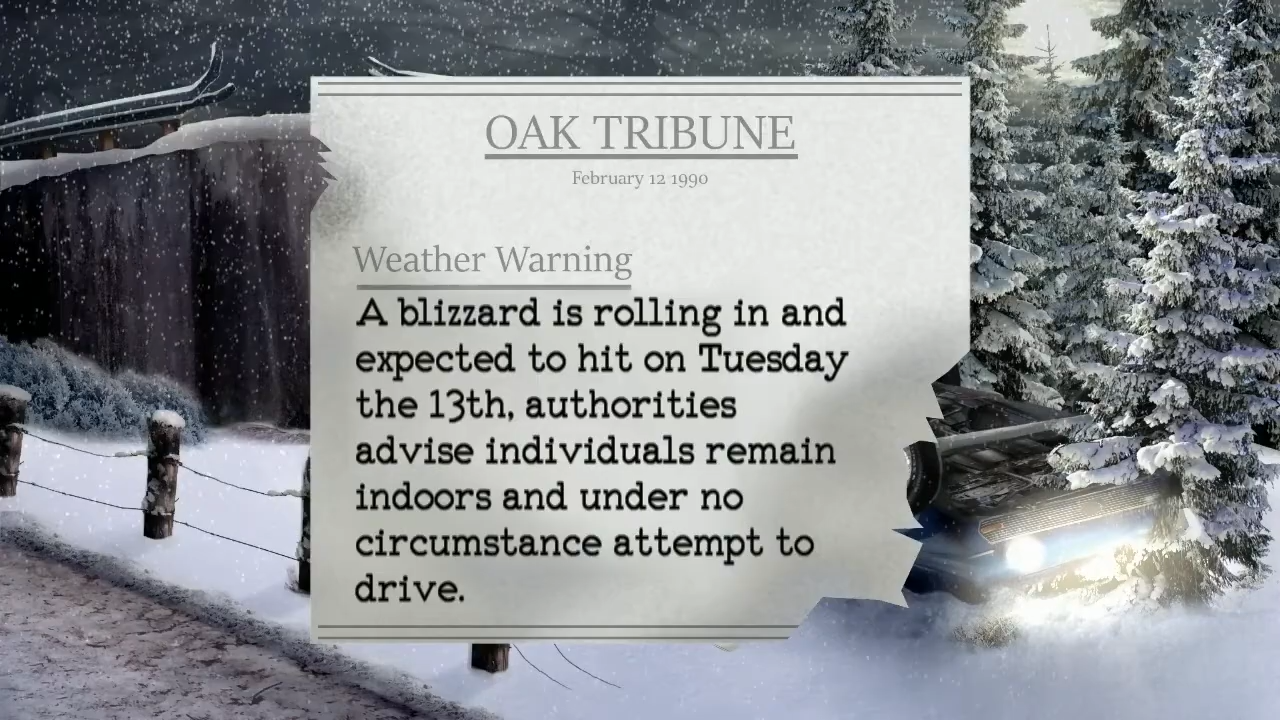 OAK TRIBUNE
February 12 1990
Weather Warning
A blizzard is rolling in and
expected to hit on Tuesday
the 13th, authorities
advise individuals remain
indoors and under no
circumstance attempt to
drive.